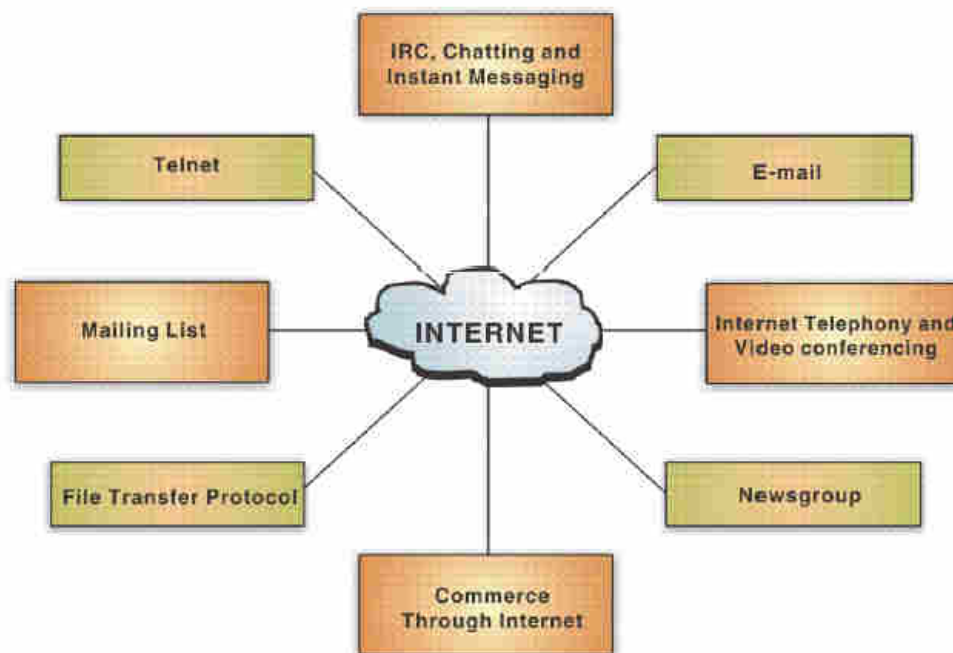 IRC, Chatting and
Instant Messaging
Telnet
E-mail
Mailing List
INTERNET
Internet Telephony and
Video conferencing
File Transfer Protocol
Newsgroup
Commerce
Through Internet